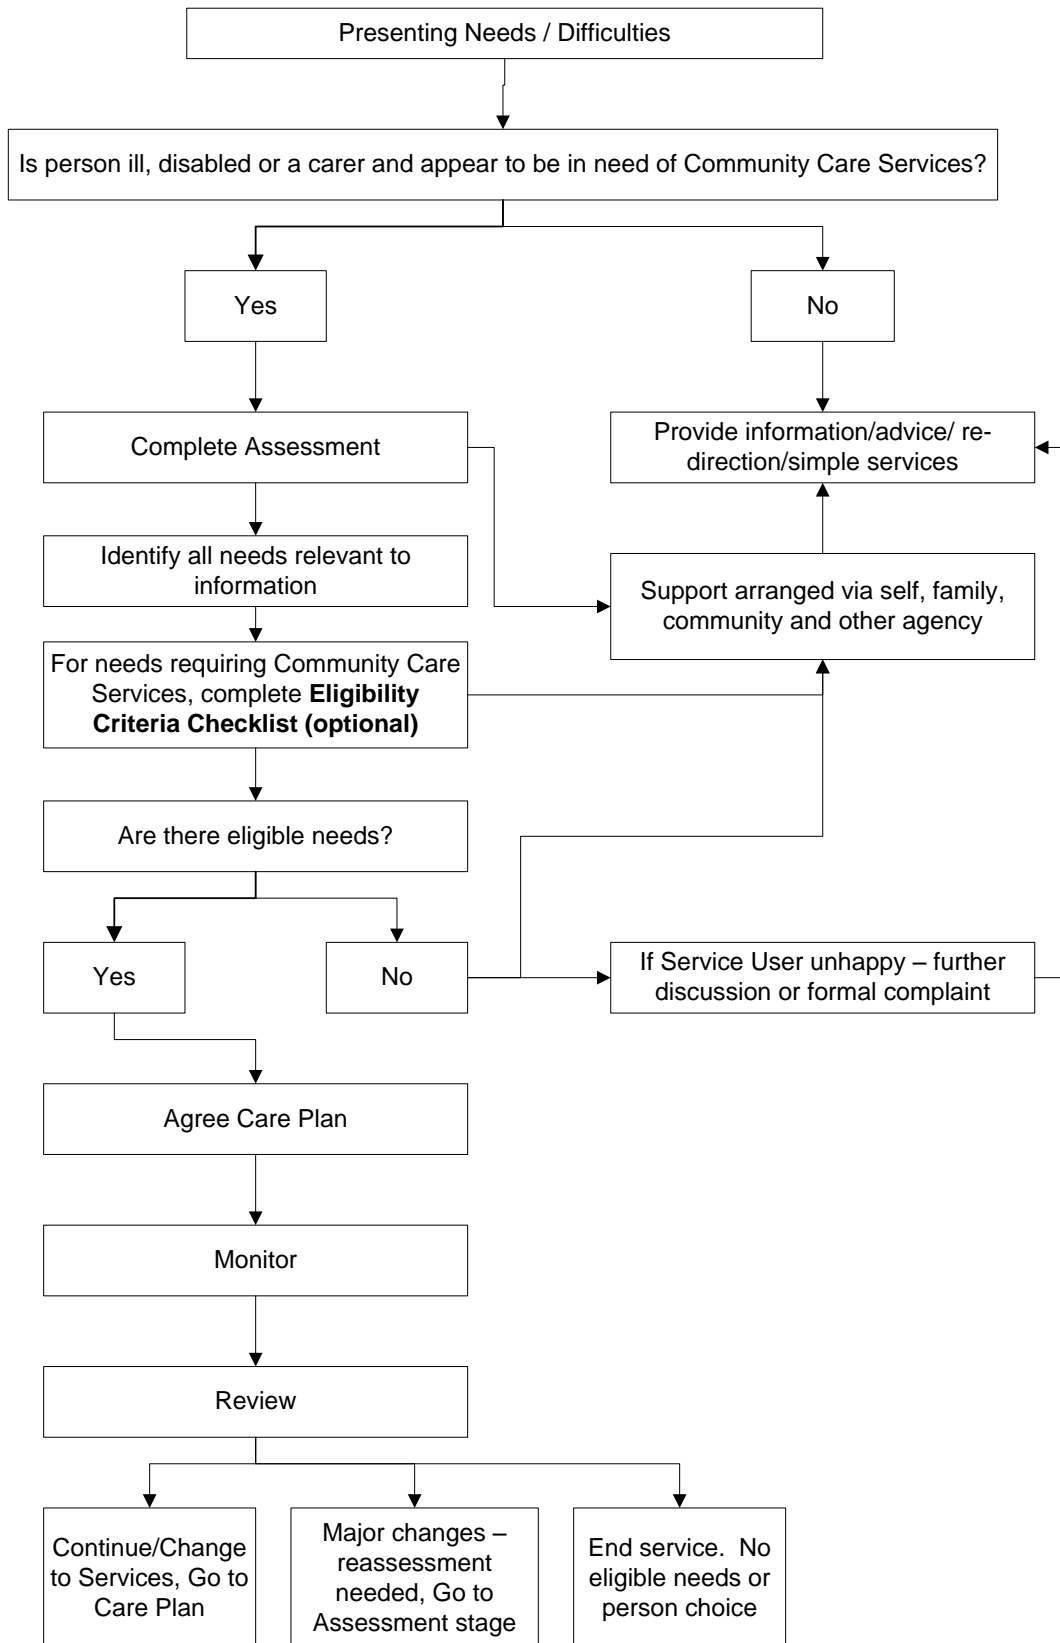 Presenting Needs / Difficulties
Is person ill, disabled or a carer and appear to be in need of Community Care Services?
Yes
No
Complete Assessment
Provide information/advice/ re-
direction/simple services
Identify all needs relevant to
information
Support arranged via self, family,
community and other agency
For needs requiring Community Care
Services, complete Eligibility
Criteria Checklist (optional)
Are there eligible needs?
Yes
No
If Service User unhappy – further
discussion or formal complaint
Agree Care Plan
Monitor
Review
Continue/Change
to Services, Go to
Care Plan
Major changes –
reassessment
needed, Go to
Assessment stage
End service.  No
eligible needs or
person choice